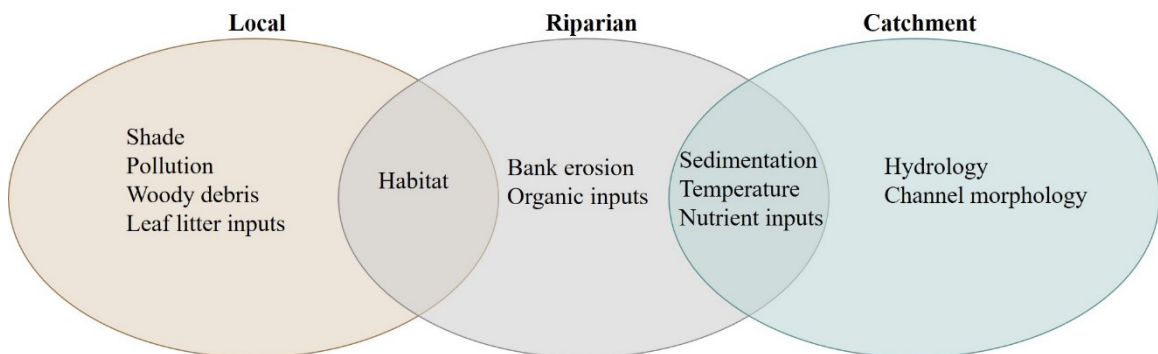 Local
Riparian
Catchment
Shade
Pollution
Woody debris
Leaf litter inputs
Habitat
Bank erosion
Organic inputs
Sedimentation
Temperature
Nutrient inputs
Hydrology
Channel morphology